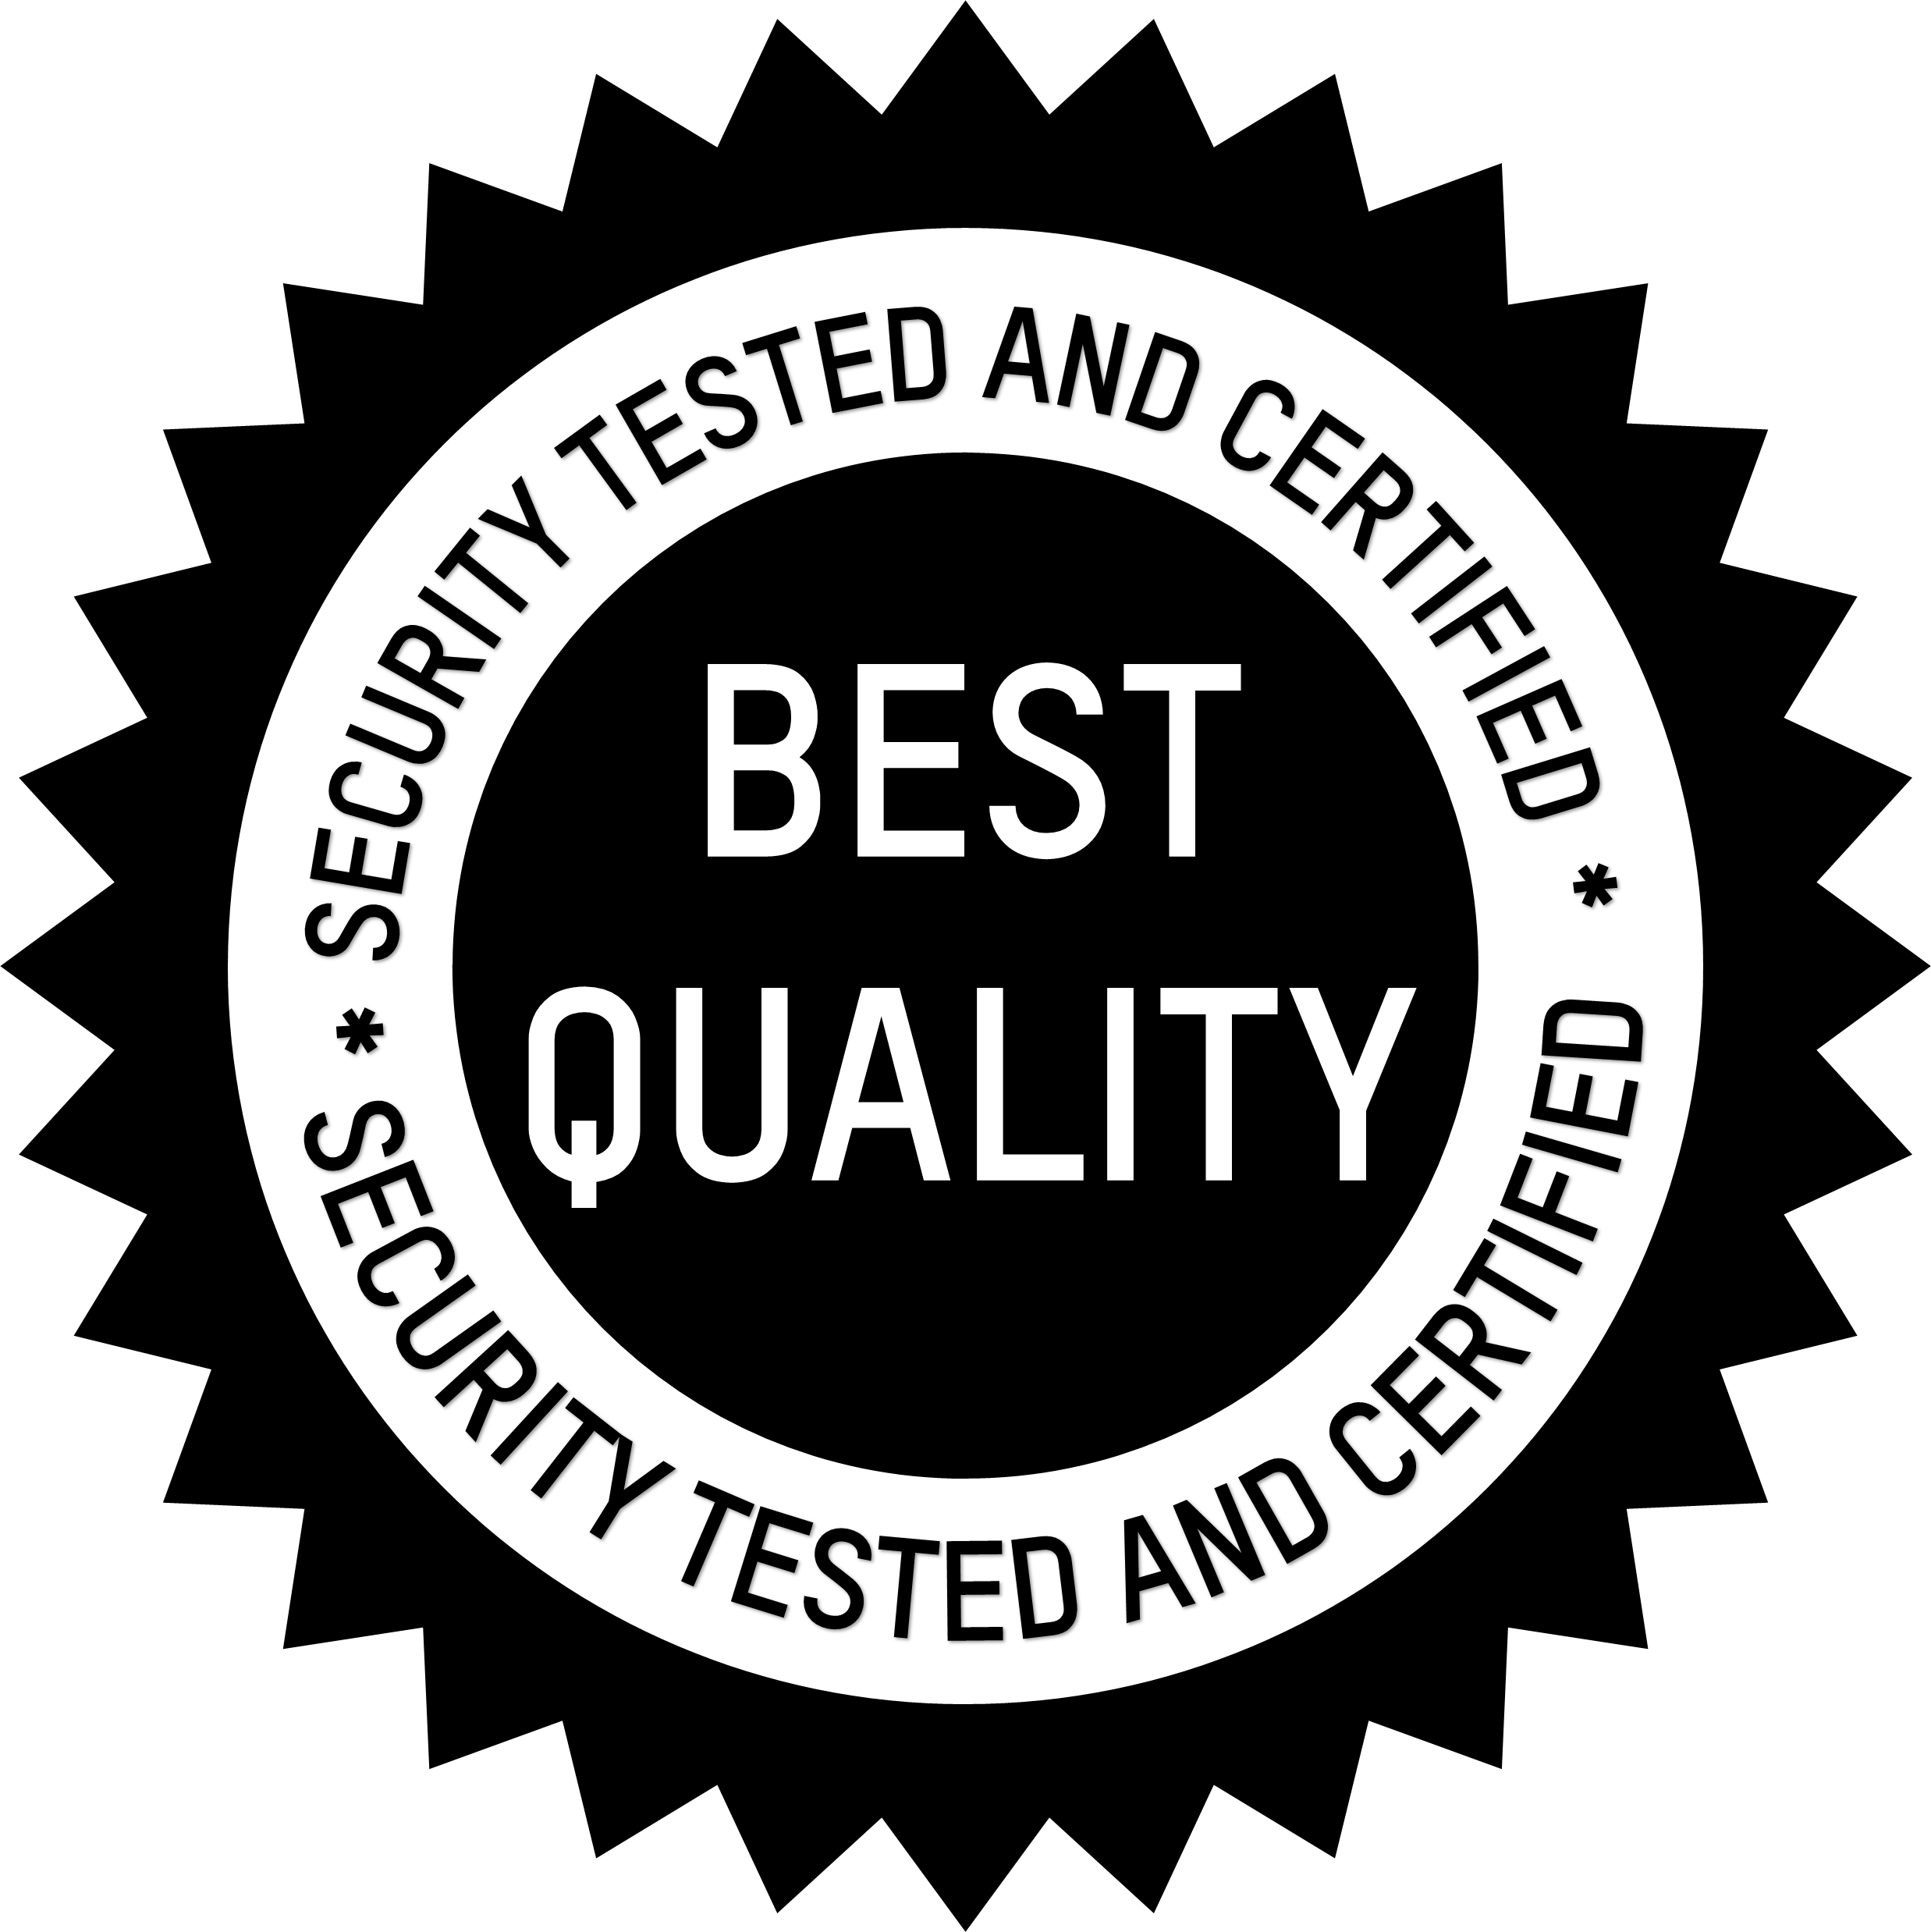 SECURITY TESTED AND CERTIFIED *
BEST
QUALITY
* SECURITY TESTED AND CERTIFIED